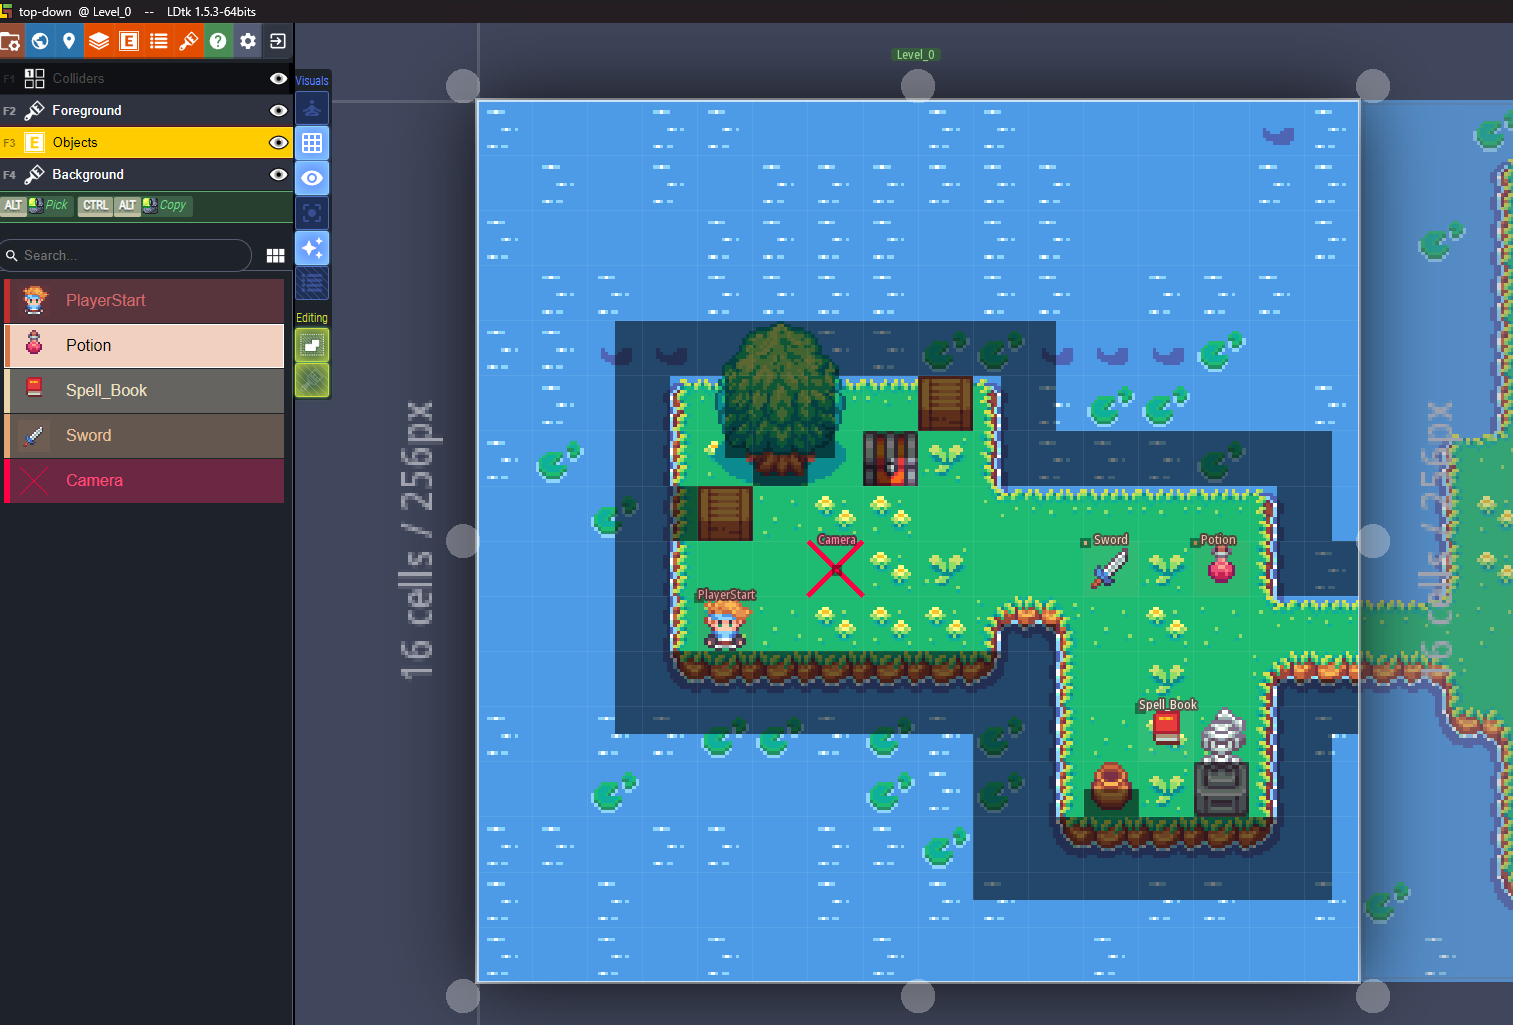 top-down @ Level_0 -- LDtk 1.5.3-64bits
F1 Colliders
F2 Foreground
F3 E Objects
F4 Background
ALT Pick CTRL ALT Copy
Search...
PlayerStart
Potion
Spell_Book
Sword
Camera
Visuals
Editing
Level_0
16 cells / 256px
Camera
Sword
Potion
PlayerStart
Spell_Book
16 cells / 256px